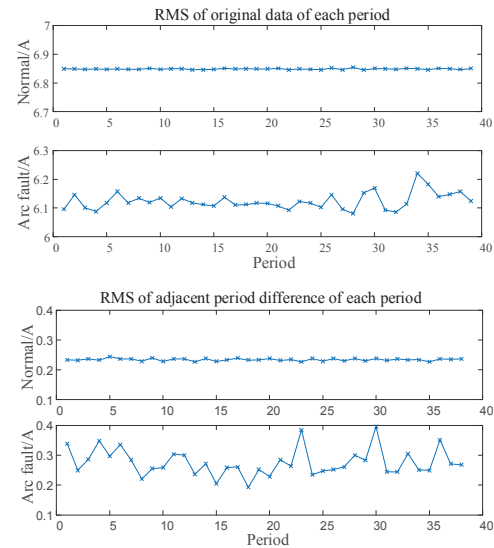 RMS of original data of each period
7
6.9
6.8
6.7
Normal/A
0 5 10 15 20 25 30 35 40
6.3
6.2
6.1
6
Arc fault/A
0 5 10 15 20 25 30 35 40
Period
RMS of adjacent period difference of each period
0.4
0.3
0.2
0.1
Normal/A
0 5 10 15 20 25 30 35 40
0.4
0.3
0.2
0.1
Arc fault/A
0 5 10 15 20 25 30 35 40
Period